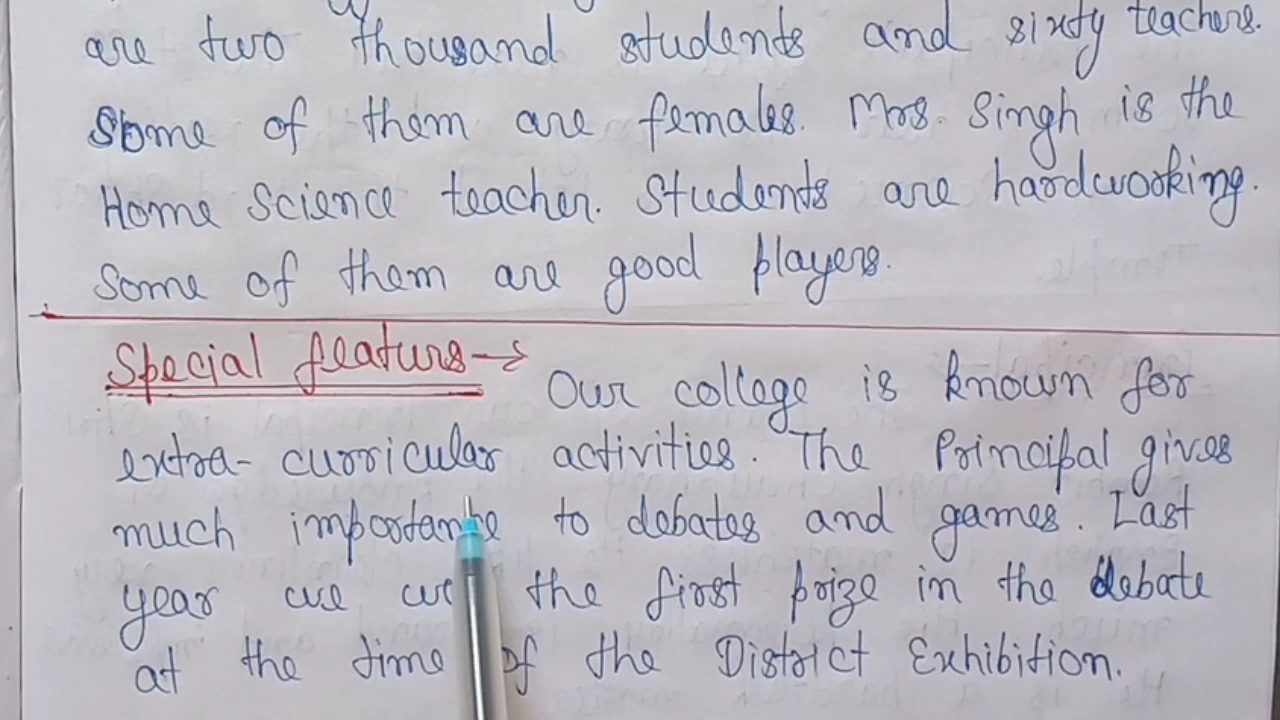 are two thousand students and sixty teachers.
Some of them are females. Mrs. Singh is the
Home Science teacher. Students are hardworking.
Some of them are good players.
Special featurs→ Our college is known for
extra-curricular activities. The Principal gives
much importance to debates and games. Last
year we the first prize in the debate
at the time of the District Exhibition.